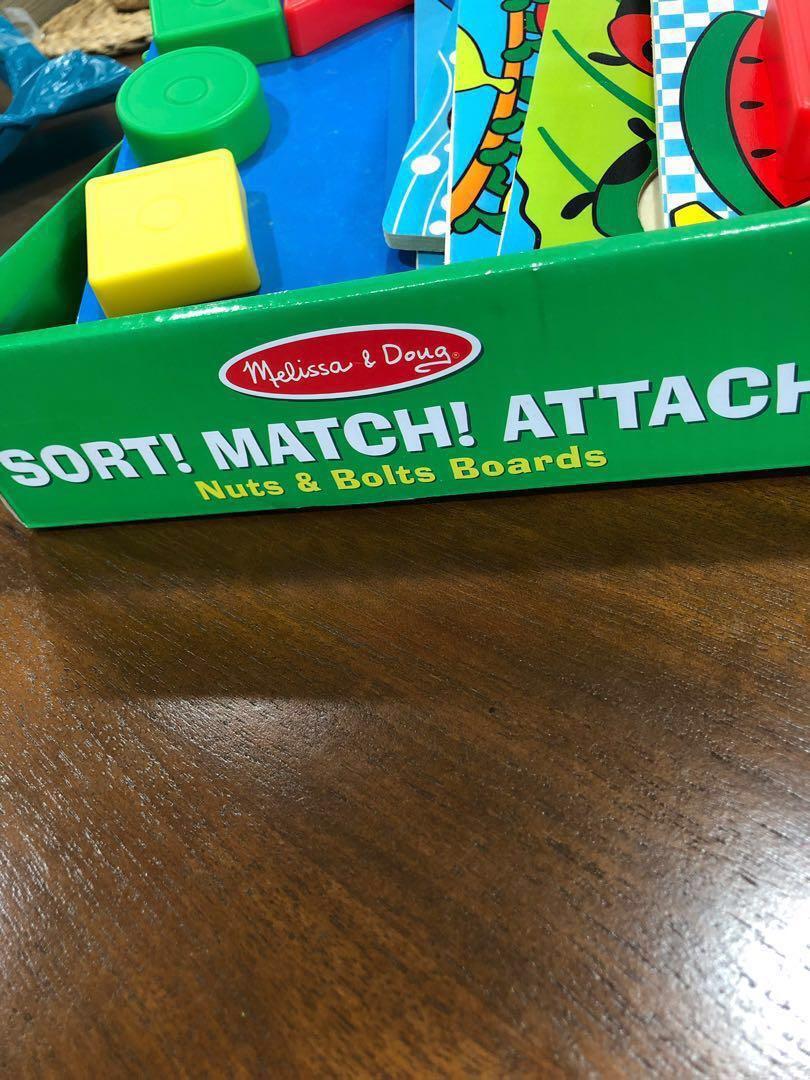 Melissa & Doug
SORT! MATCH! ATTACH
Nuts & Bolts Boards